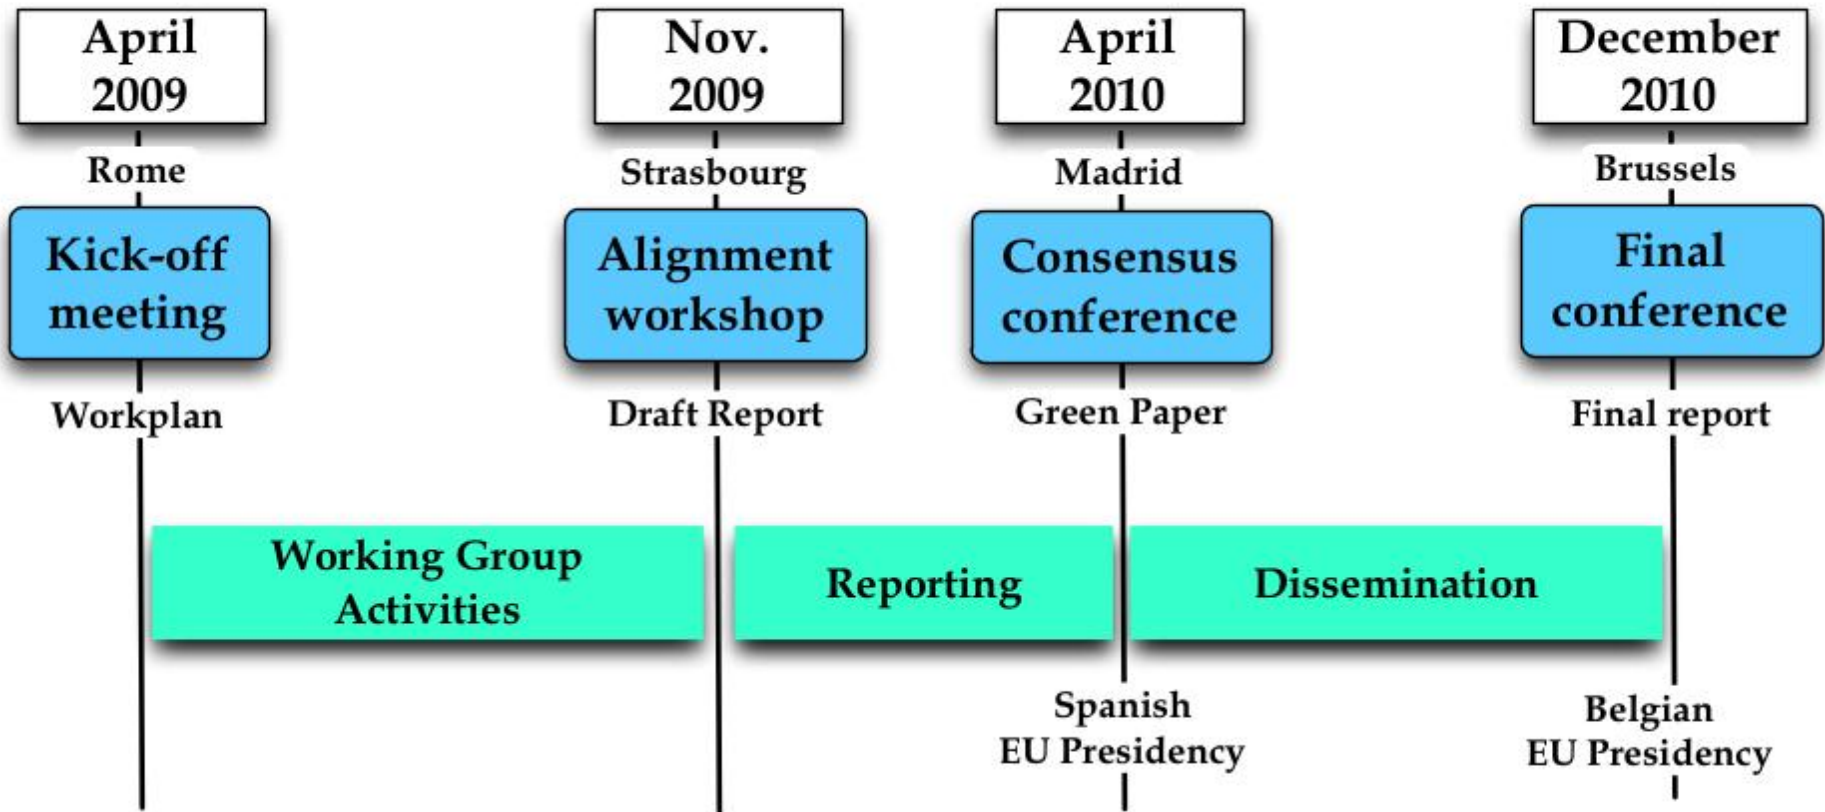 April
2009
Nov.
2009
April
2010
December
2010
Rome
Strasbourg
Madrid
Brussels
Kick-off
meeting
Alignment
workshop
Consensus
conference
Final
conference
Workplan
Draft Report
Green Paper
Final report
Working Group
Activities
Reporting
Dissemination
Spanish
EU Presidency
Belgian
EU Presidency